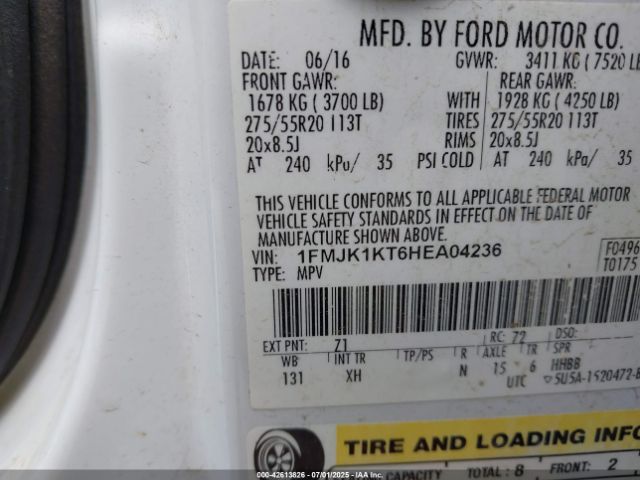 MFD. BY FORD MOTOR CO.
DATE: 06/16 GVWR: 3411 KG ( 7520 LB
FRONT GAWR: REAR GAWR:
1678 KG ( 3700 LB) WITH 1928 KG ( 4250 LB)
275/55R20 113T TIRES 275/55R20 113T
20x8.5J RIMS 20x8.5J
AT 240 kPa/ 35 PSI COLD AT 240 kPa/ 35
THIS VEHICLE CONFORMS TO ALL APPLICABLE FEDERAL MOTOR
VEHICLE SAFETY STANDARDS IN EFFECT ON THE DATE OF
MANUFACTURE SHOWN ABOVE.
VIN: 1FMJK1KT6HEA04236 F0496
TYPE: MPV T0175
EXT PNT: Z1 RC: 72 DSO:
WB INT TR TP/PS R AXLE TR SPR
131 XH N 15 6 HHBB
UTC 5U5A-1520472-
TIRE AND LOADING INFO
CAPACITY TOTAL: 8 FRONT: 2
000-42613826 - 07/01/2025 - IAA Inc.